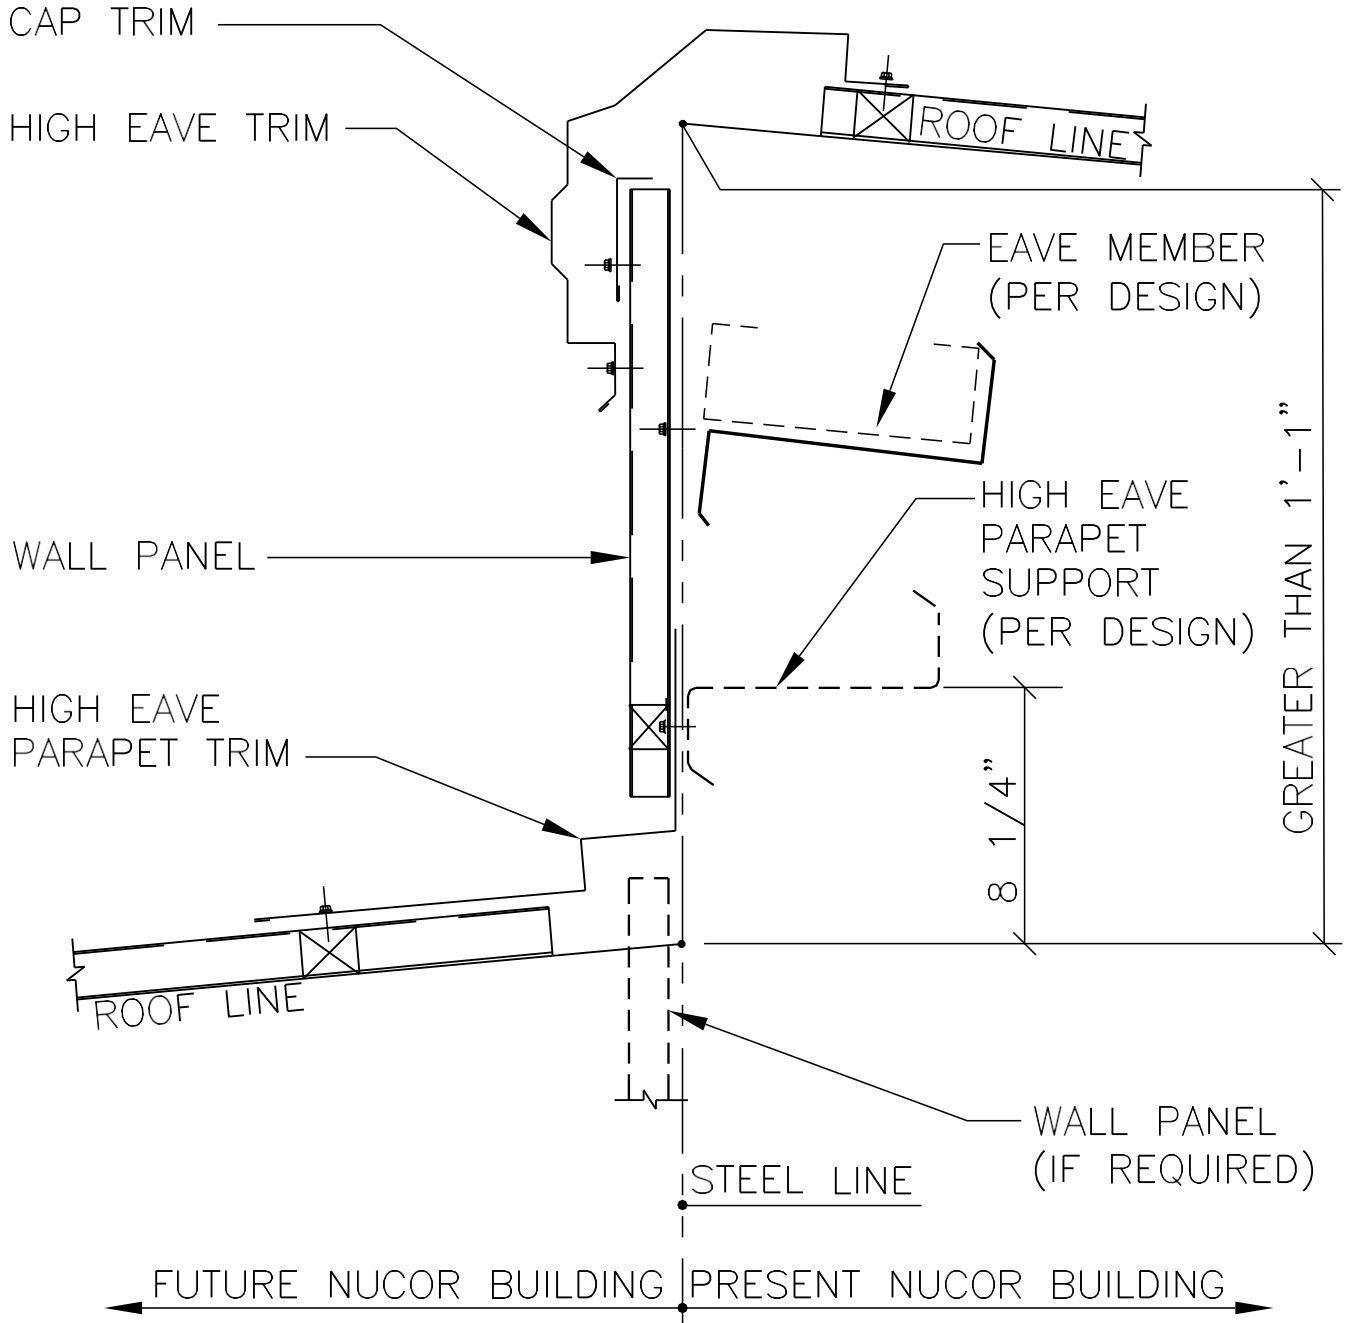 CAP TRIM
HIGH EAVE TRIM
ROOF LINE
EAVE MEMBER
(PER DESIGN)
HIGH EAVE
PARAPET
SUPPORT
(PER DESIGN)
GREATER THAN 1'-1"
WALL PANEL
HIGH EAVE
PARAPET TRIM
8 1/4"
ROOF LINE
WALL PANEL
(IF REQUIRED)
STEEL LINE
FUTURE NUCOR BUILDING
PRESENT NUCOR BUILDING